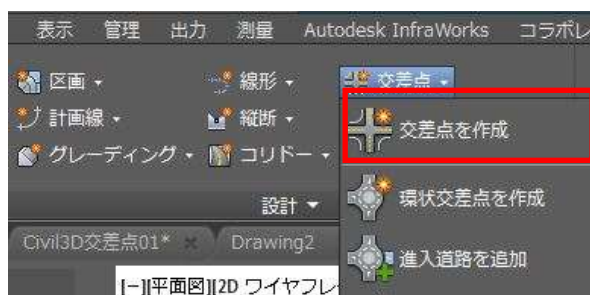 表示 管理 出力 測量 Autodesk InfraWorks コラボレ
区画 線形 交差点
計画線 縦断 交差点を作成
グレーディング コリドー
環状交差点を作成
設計
Civil3D交差点01* Drawing2 進入道路を追加
[−][平面図][2D ワイヤフレ